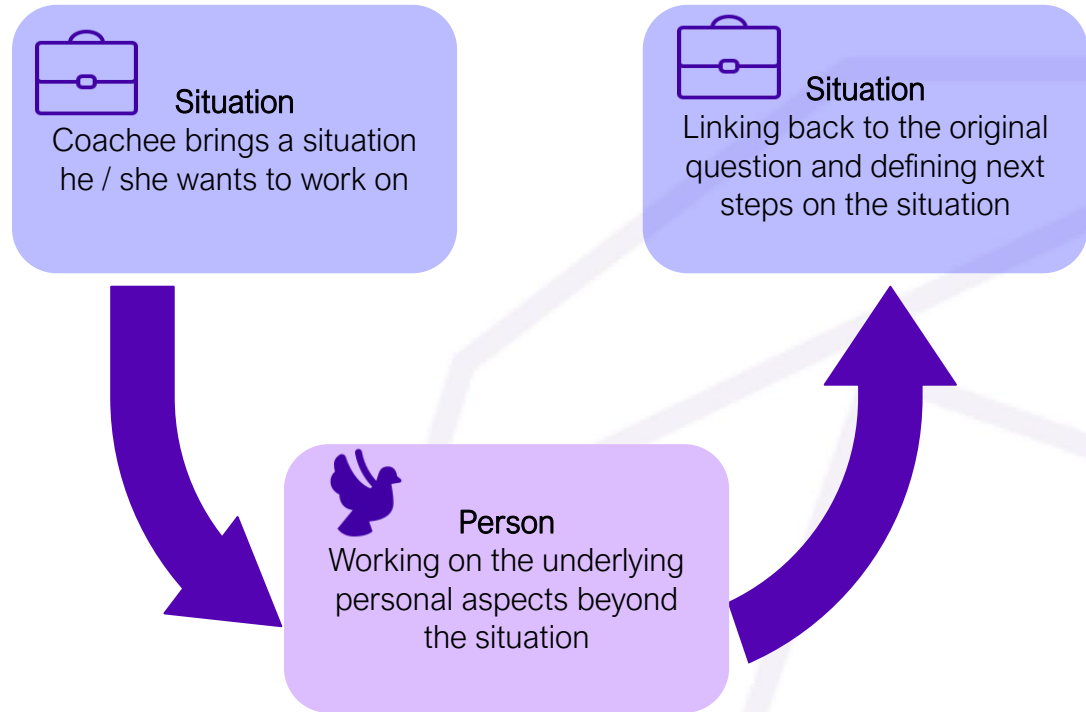 Situation
Coachee brings a situation
he / she wants to work on
Situation
Linking back to the original
question and defining next
steps on the situation
Person
Working on the underlying
personal aspects beyond
the situation